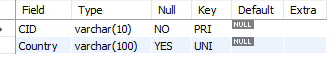 Field Type Null Key Default Extra
CID varchar(10) NO PRI NULL
Country varchar(100) YES UNI NULL